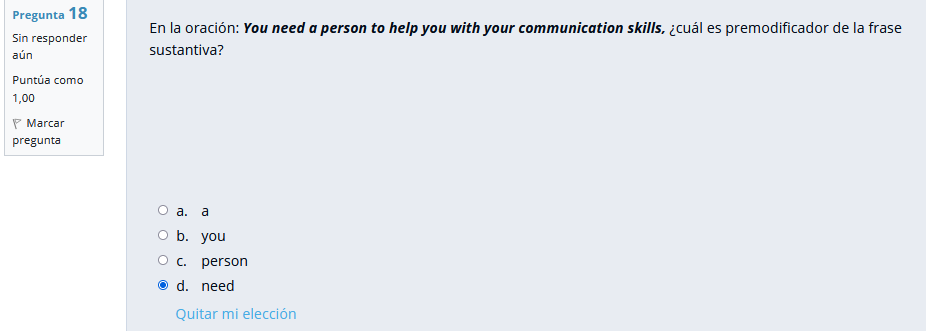 Pregunta 18
Sin responder
aún
Puntúa como
1,00
Marcar
pregunta
En la oración: You need a person to help you with your communication skills, ¿cuál es premodificador de la frase
sustantiva?
a. a
b. you
c. person
d. need
Quitar mi elección